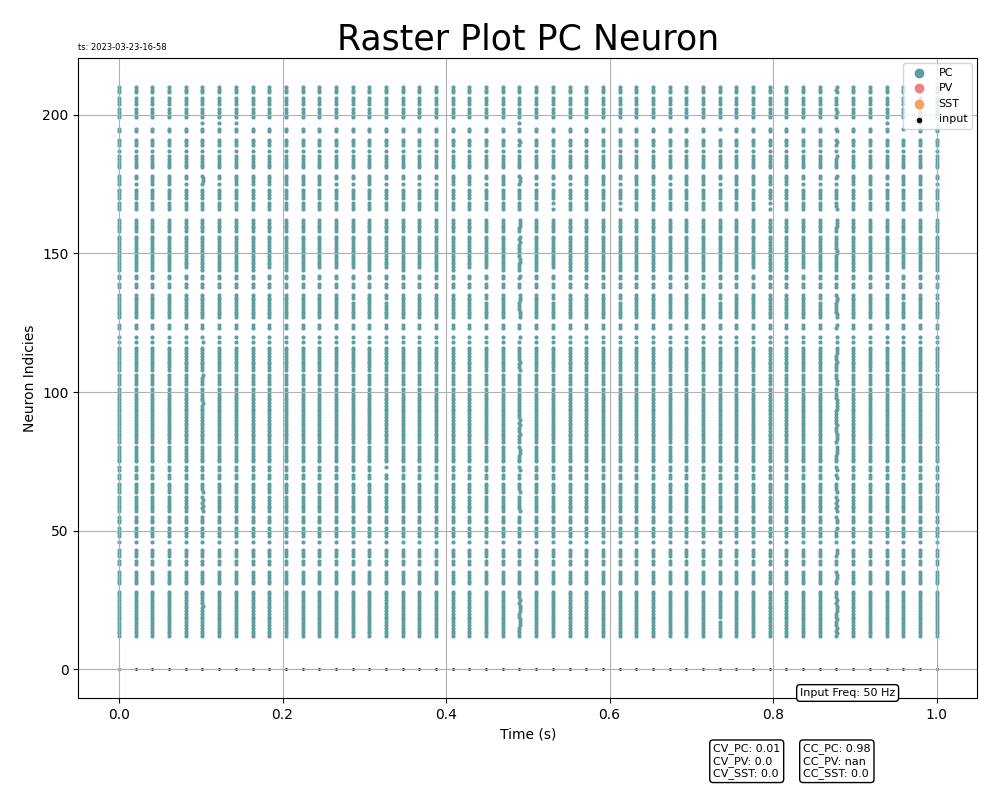 Raster Plot PC Neuron
ts: 2023-03-23-16-58
PC
PV
SST
input
200
150
100
50
0
Neuron Indicies
0.0
0.2
0.4
0.6
0.8
1.0
Time (s)
Input Freq: 50 Hz
CV_PC: 0.01
CV_PV: 0.0
CV_SST: 0.0
CC_PC: 0.98
CC_PV: nan
CC_SST: 0.0